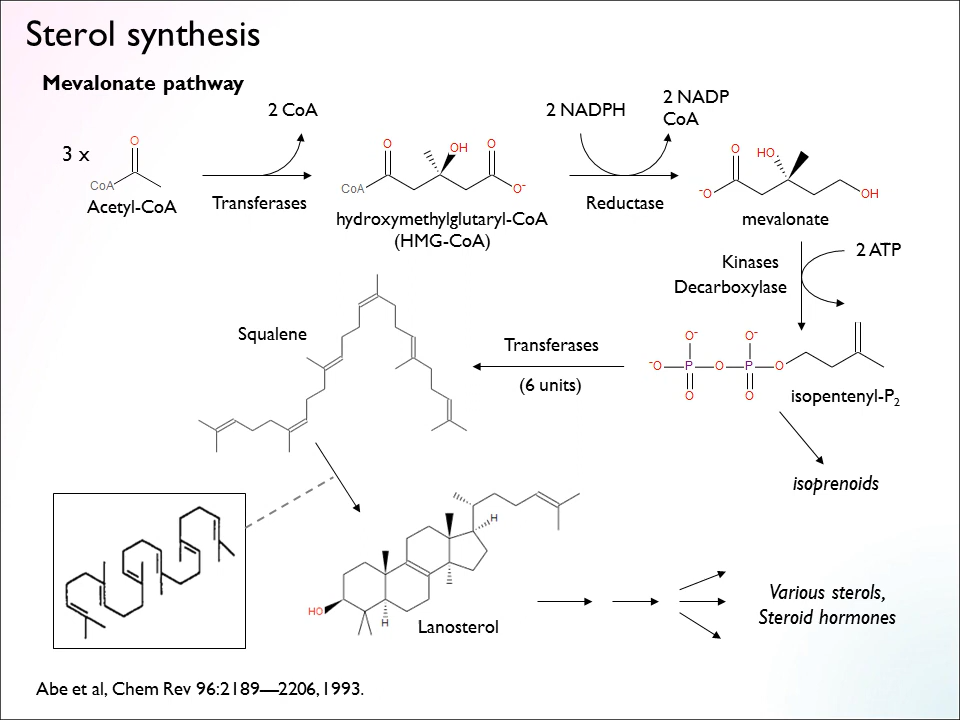 Sterol synthesis
Mevalonate pathway
2 CoA
2 NADPH
2 NADP
CoA
3 x
O
CoA
Acetyl-CoA
Transferases
O
OH
O
CoA
O-
hydroxymethylglutaryl-CoA
(HMG-CoA)
Reductase
O
HO
-O
OH
mevalonate
Kinases
Decarboxylase
2 ATP
Squalene
Transferases
(6 units)
O-
O-
-O
P
O
P
O
O
O
isopentenyl-P₂
isoprenoids
H
HO
H
Lanosterol
Various sterols,
Steroid hormones
Abe et al, Chem Rev 96:2189—2206, 1993.